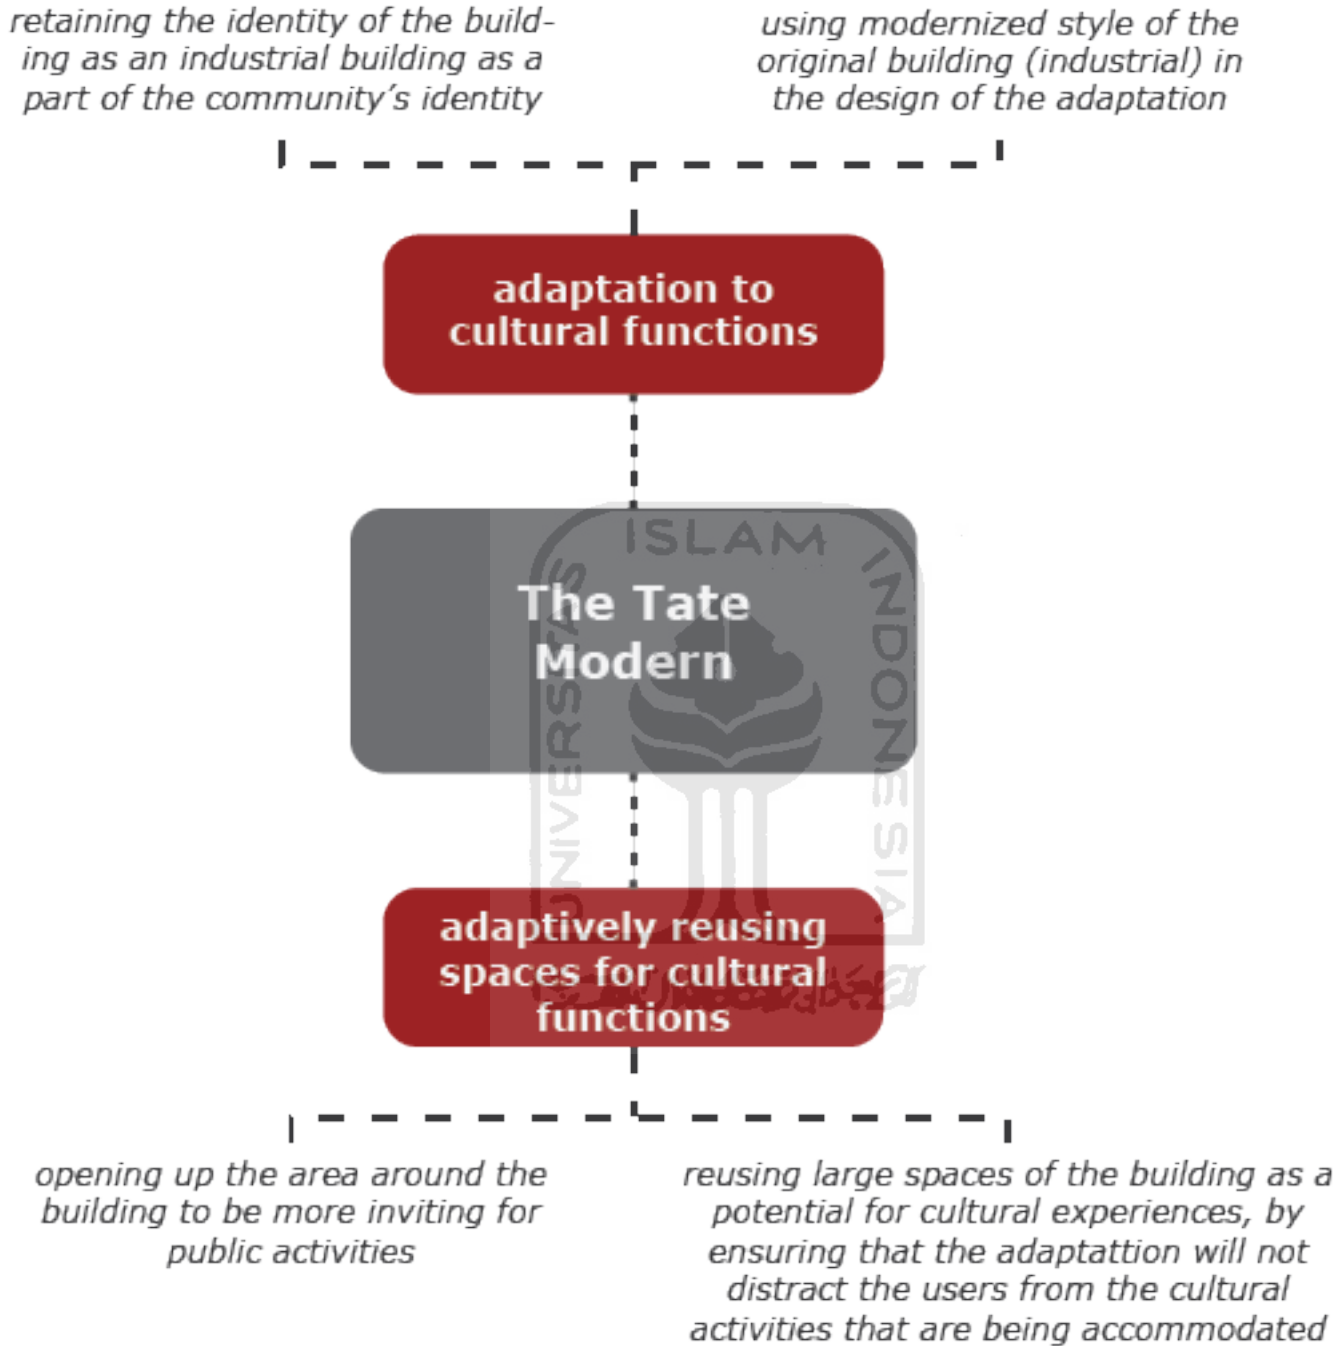 retaining the identity of the build-
ing as an industrial building as a
part of the community's identity
using modernized style of the
original building (industrial) in
the design of the adaptation
adaptation to
cultural functions
The Tate
Modern
UNIVERSITAS
ISLAM
INDONESIA
adaptively reusing
spaces for cultural
functions
opening up the area around the
building to be more inviting for
public activities
reusing large spaces of the building as a
potential for cultural experiences, by
ensuring that the adaptattion will not
distract the users from the cultural
activities that are being accommodated